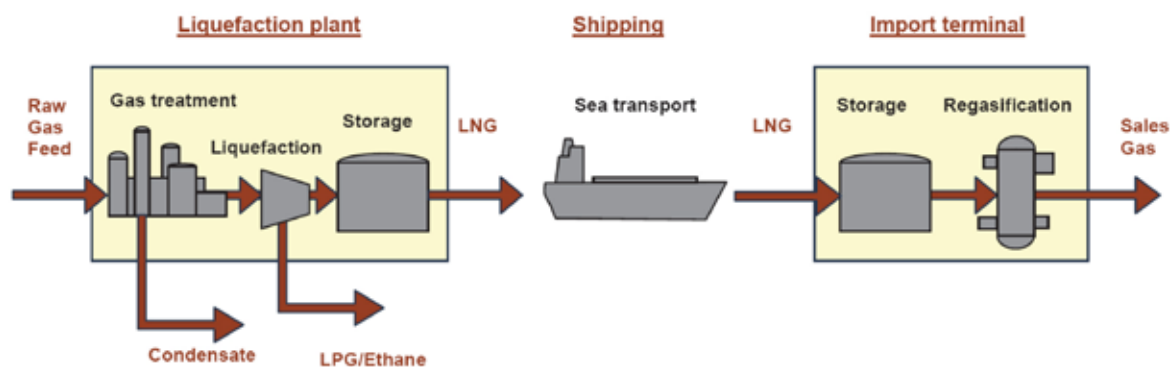 Liquefaction plant
Shipping
Import terminal
Raw
Gas
Feed
Gas treatment
Liquefaction
Storage
LNG
Sea transport
LNG
Storage
Regasification
Sales
Gas
Condensate
LPG/Ethane